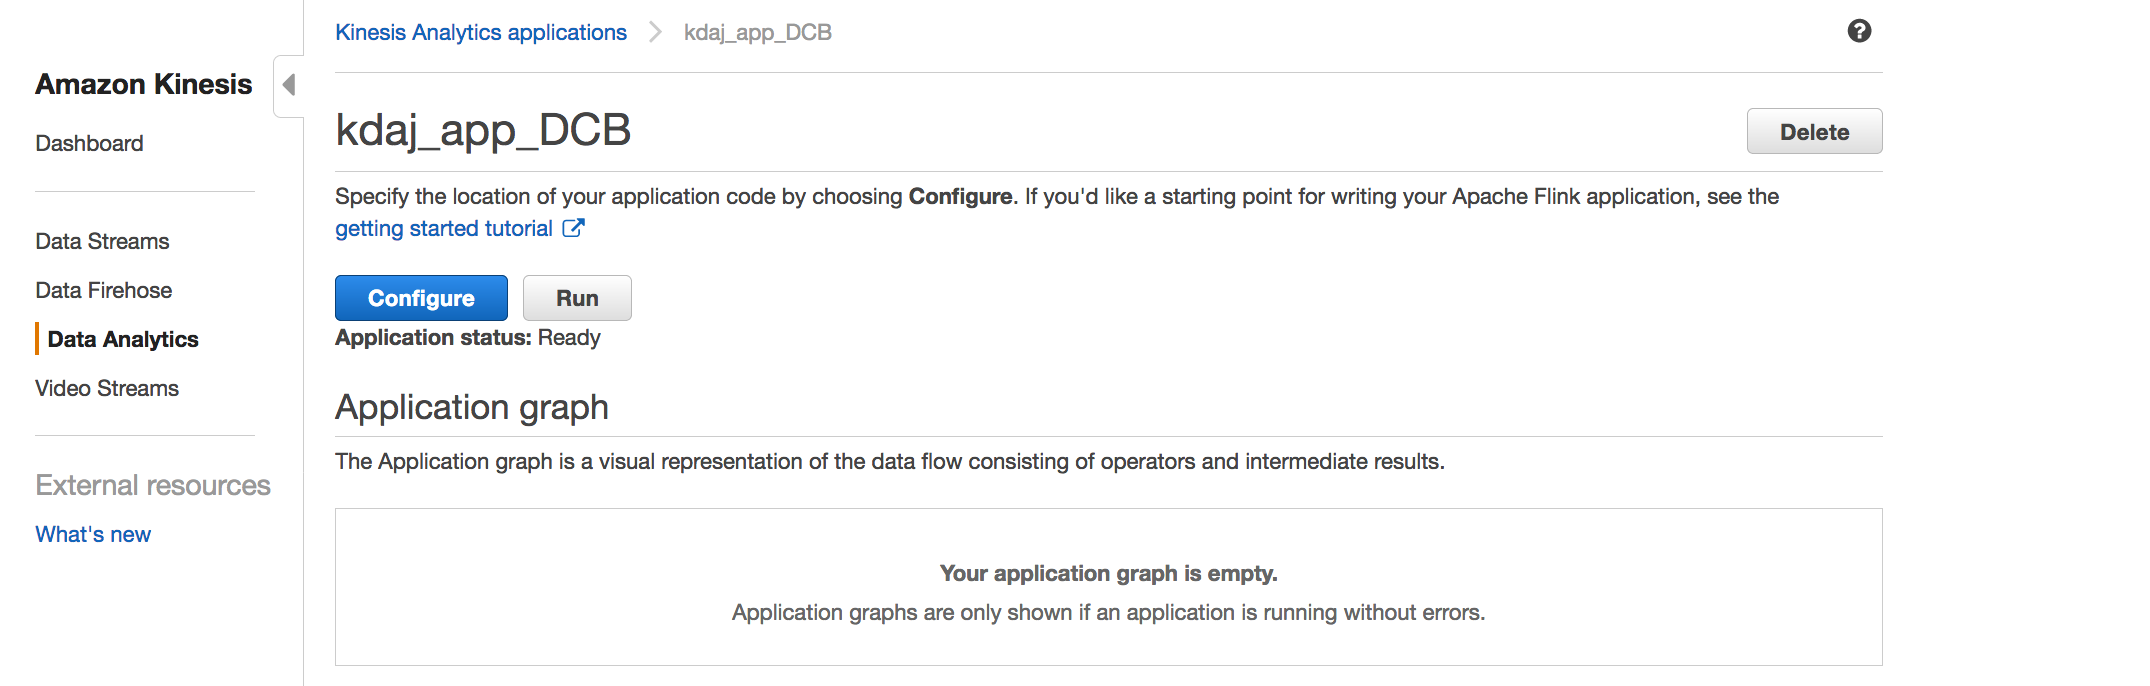 Kinesis Analytics applications > kdaj_app_DCB
Amazon Kinesis
Dashboard
Data Streams
Data Firehose
Data Analytics
Video Streams
External resources
What's new
kdaj_app_DCB
Delete
Specify the location of your application code by choosing Configure. If you'd like a starting point for writing your Apache Flink application, see the
getting started tutorial
Configure Run
Application status: Ready
Application graph
The Application graph is a visual representation of the data flow consisting of operators and intermediate results.
Your application graph is empty.
Application graphs are only shown if an application is running without errors.